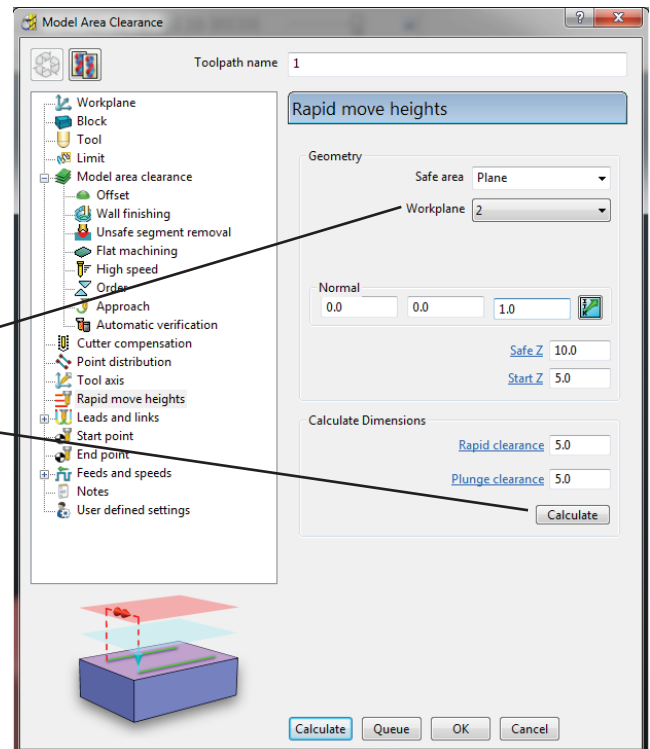 Model Area Clearance
Toolpath name 1
Workplane
Block
Tool
Limit
Model area clearance
Offset
Wall finishing
Unsafe segment removal
Flat machining
High speed
Order
Approach
Automatic verification
Cutter compensation
Point distribution
Tool axis
Rapid move heights
Leads and links
Start point
End point
Feeds and speeds
Notes
User defined settings
Rapid move heights
Geometry
Safe area Plane
Workplane 2
Normal
0.0 0.0 1.0
Safe Z 10.0
Start Z 5.0
Calculate Dimensions
Rapid clearance 5.0
Plunge clearance 5.0
Calculate
Calculate Queue OK Cancel